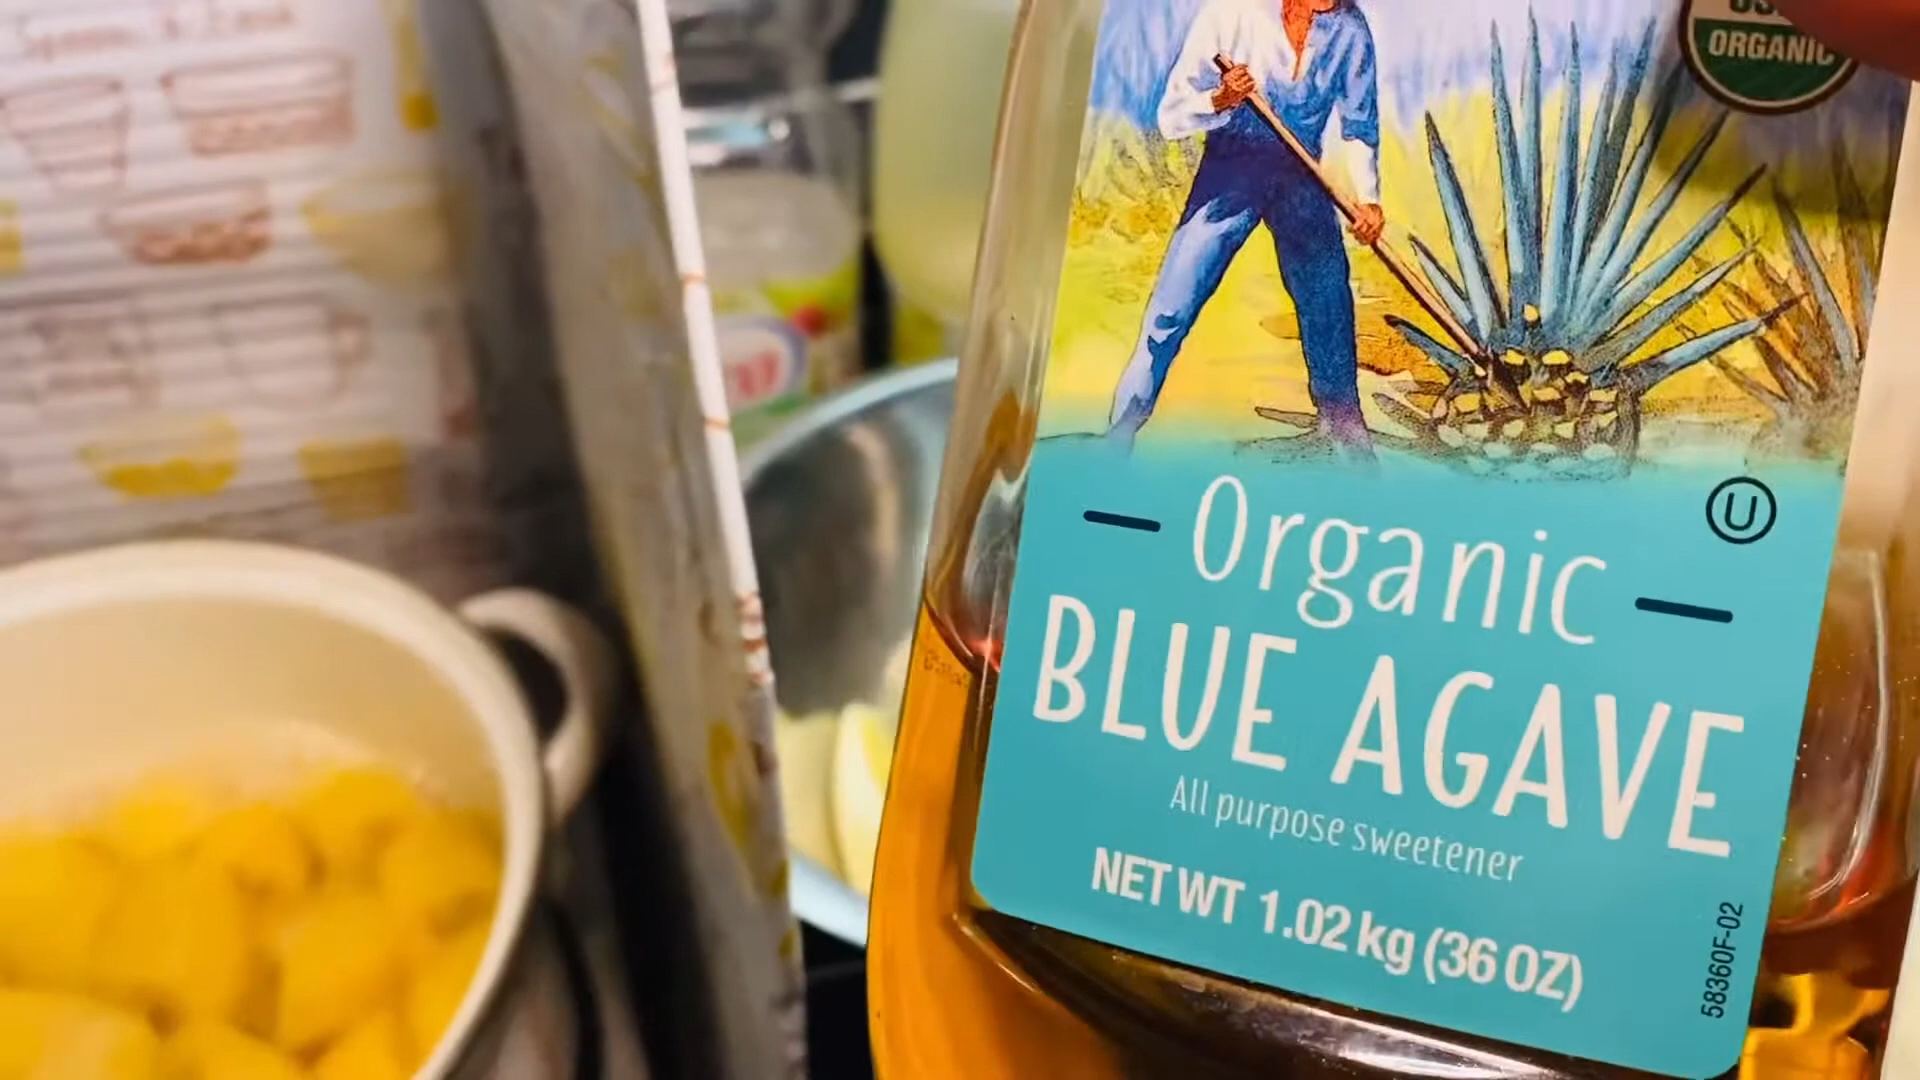 ORGANIC
U
Organic
BLUE AGAVE
All purpose sweetener
NET WT 1.02 kg (36 OZ)
58360F-02